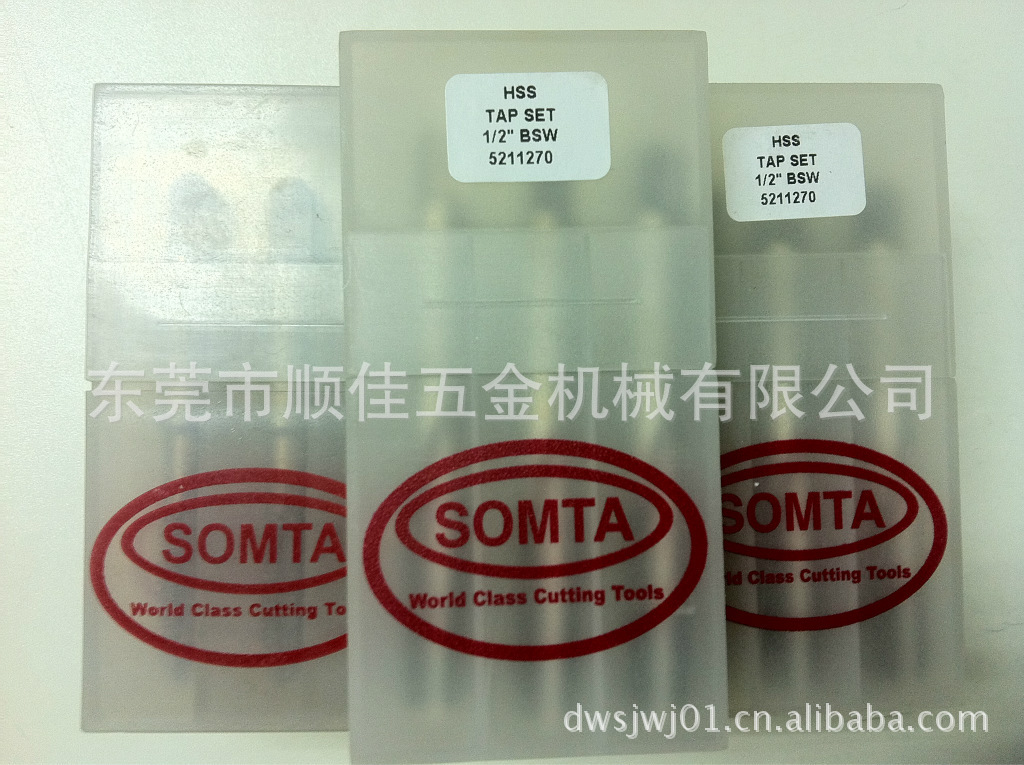 HSS
TAP SET
1/2" BSW
5211270
HSS
TAP SET
1/2" BSW
5211270
东莞市顺佳五金机械有限公司
SOMTA
World Class Cutting To
SOMTA
World Class Cutting Tools
SOMTA
ld Class Cutting Tools
dwsjwj01.cn.alibaba.com